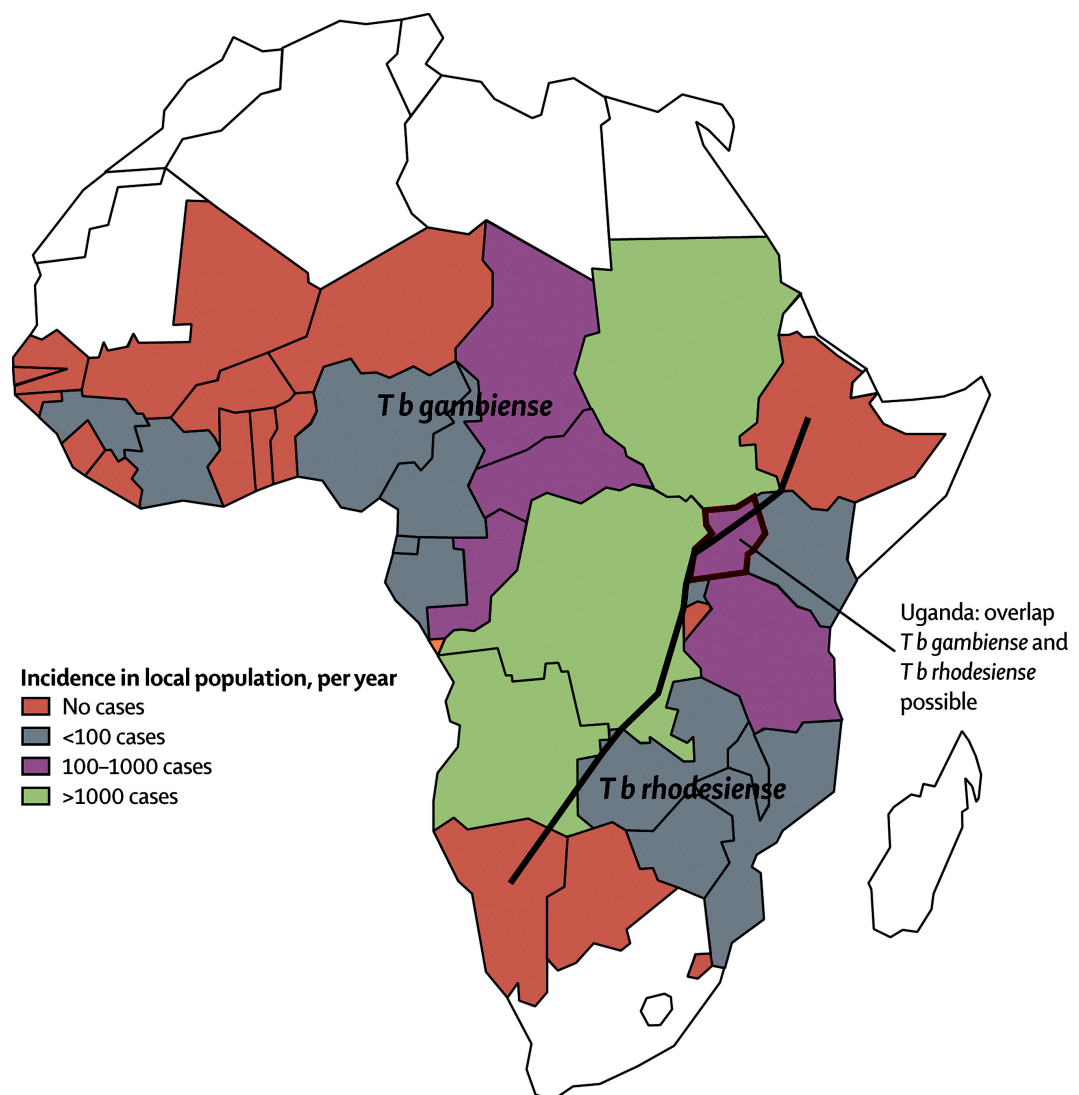 T b gambiense
Uganda: overlap
T b gambiense and
T b rhodesiense
possible
Incidence in local population, per year
No cases
<100 cases
100–1000 cases
>1000 cases
T b rhodesiense